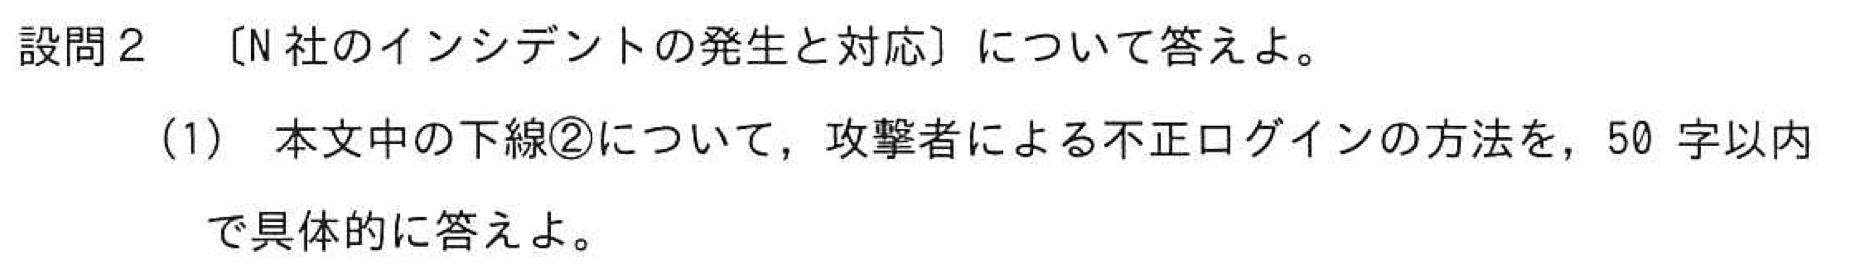 設問２　〔N 社のインシデントの発生と対応〕について答えよ。
(1)　本文中の下線②について，攻撃者による不正ログインの方法を，50 字以内
で具体的に答えよ。